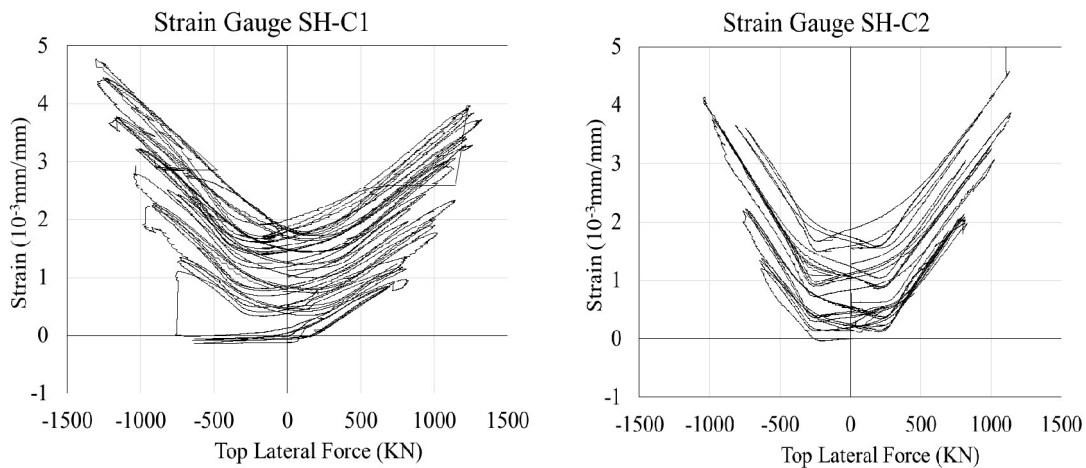 Strain Gauge SH-C1
5
4
3
2
1
0
-1
Strain (10⁻³mm/mm)
-1500 -1000 -500 0 500 1000 1500
Top Lateral Force (KN)
Strain Gauge SH-C2
5
4
3
2
1
0
-1
Strain (10⁻³mm/mm)
-1500 -1000 -500 0 500 1000 1500
Top Lateral Force (KN)